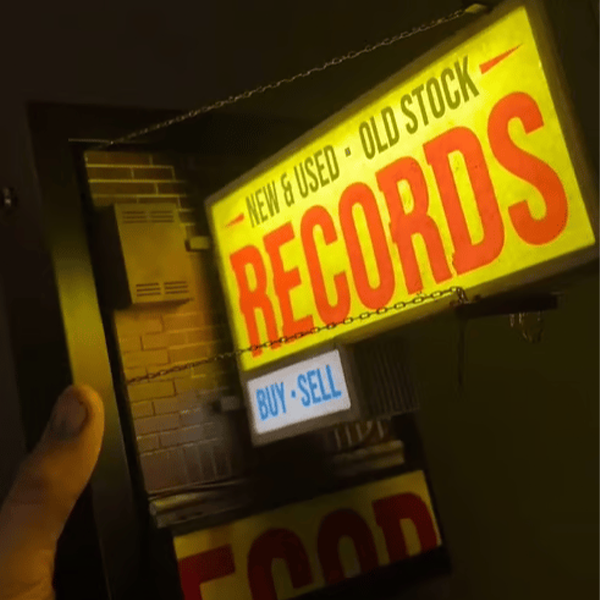 NEW & USED · OLD STOCK
RECORDS
BUY · SELL